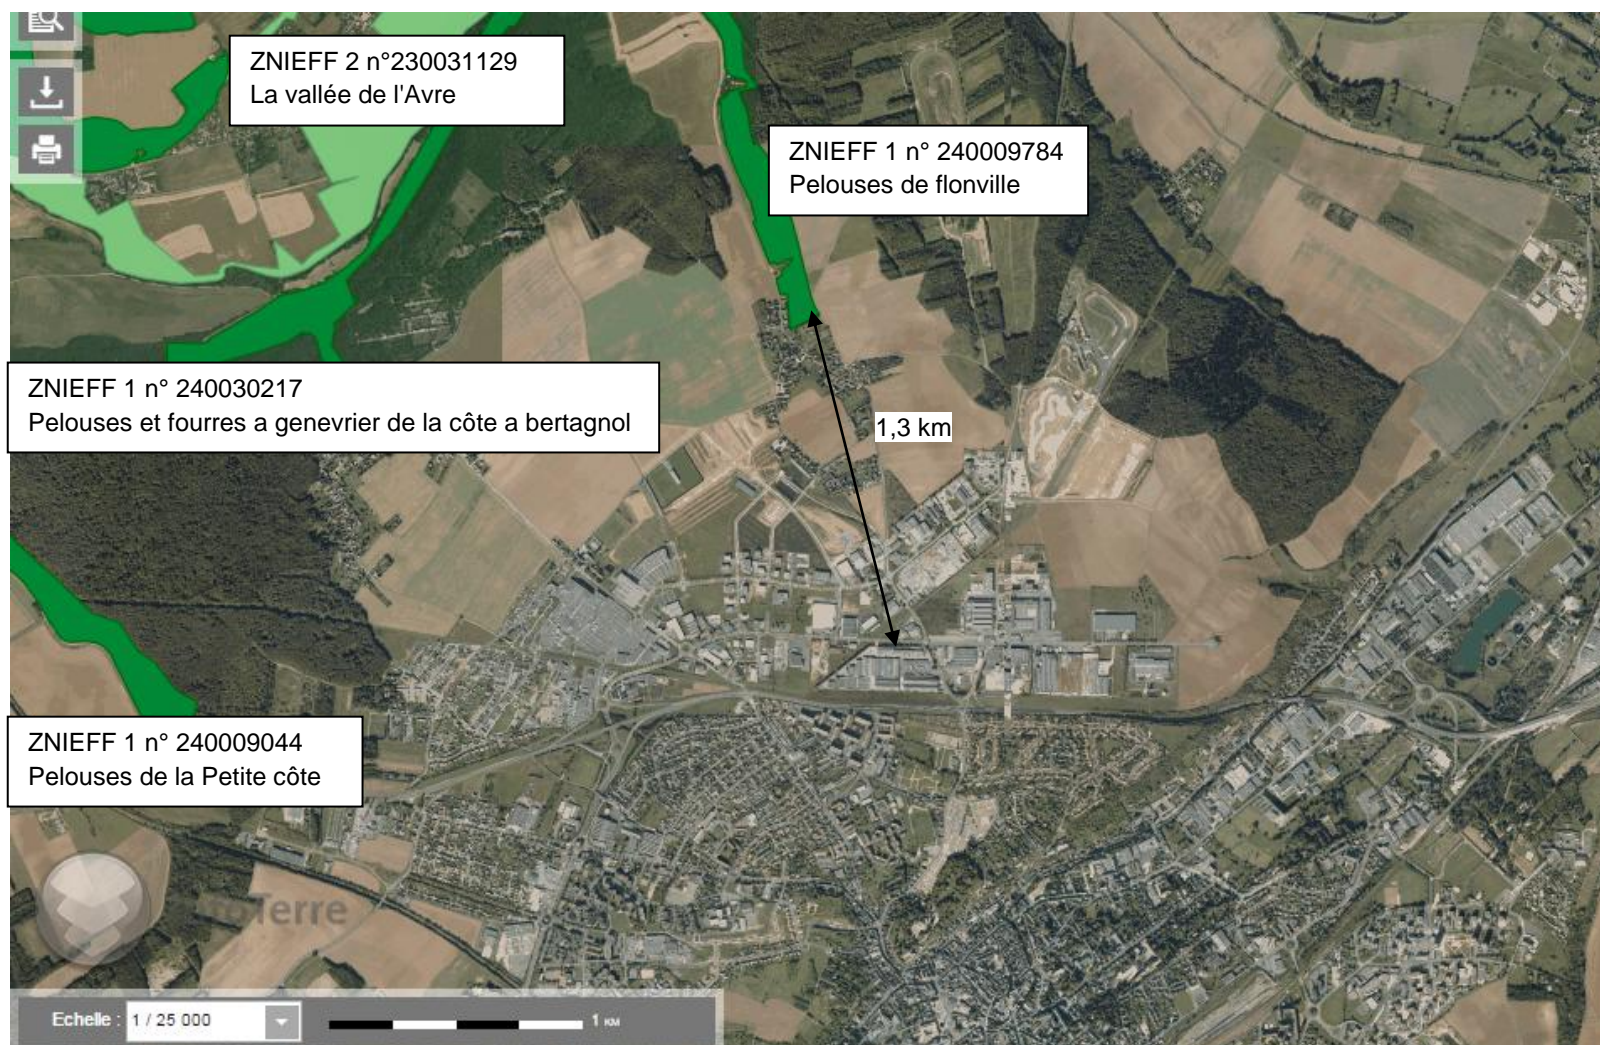 ZNIEFF 2 n°230031129
La vallée de l'Avre
ZNIEFF 1 n° 240009784
Pelouses de flonville
ZNIEFF 1 n° 240030217
Pelouses et fourres a genevrier de la côte a bertagnol
1,3 km
ZNIEFF 1 n° 240009044
Pelouses de la Petite côte
Terre
Echelle : 1 / 25 000
1 KM